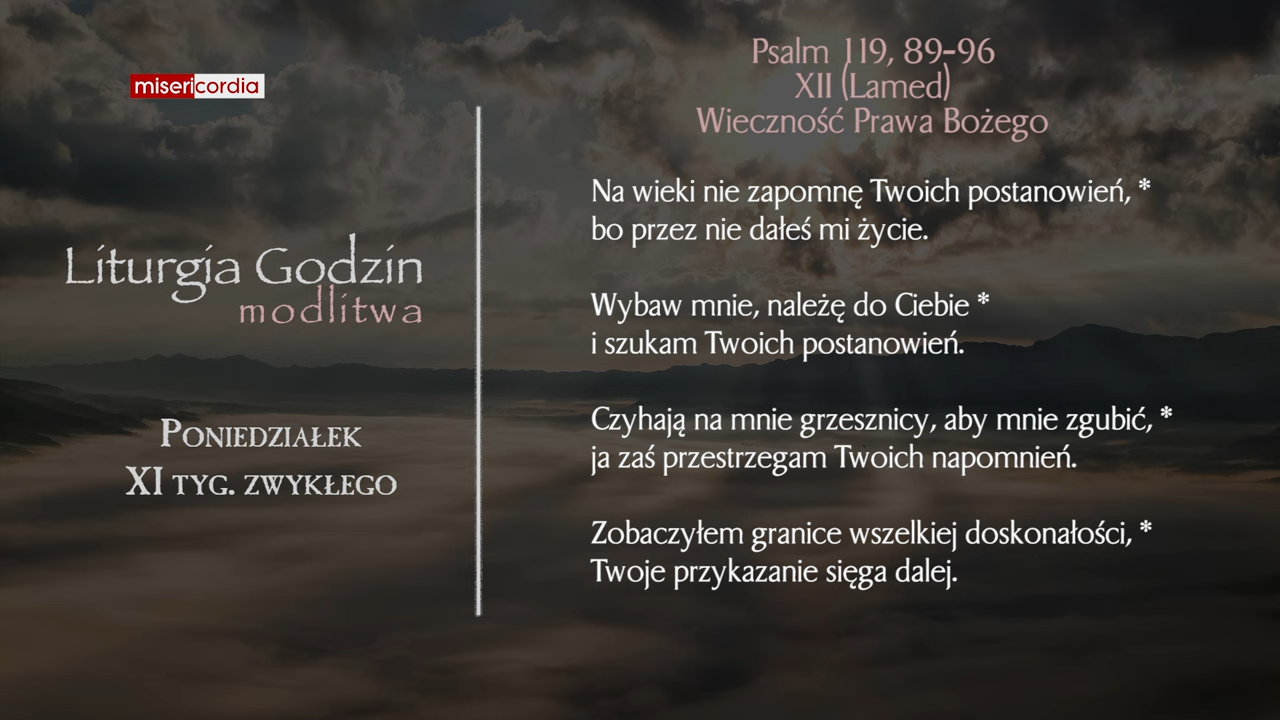 misericordia
Liturgia Godzin
modlitwa
Poniedziałek
XI tyg. zwykłego
Psalm 119, 89-96
XII (Lamed)
Wieczność Prawa Bożego
Na wieki nie zapomnę Twoich postanowień, *
bo przez nie dałeś mi życie.
Wybaw mnie, należę do Ciebie *
i szukam Twoich postanowień.
Czyhają na mnie grzesznicy, aby mnie zgubić, *
ja zaś przestrzegam Twoich napomnień.
Zobaczyłem granice wszelkiej doskonałości, *
Twoje przykazanie sięga dalej.